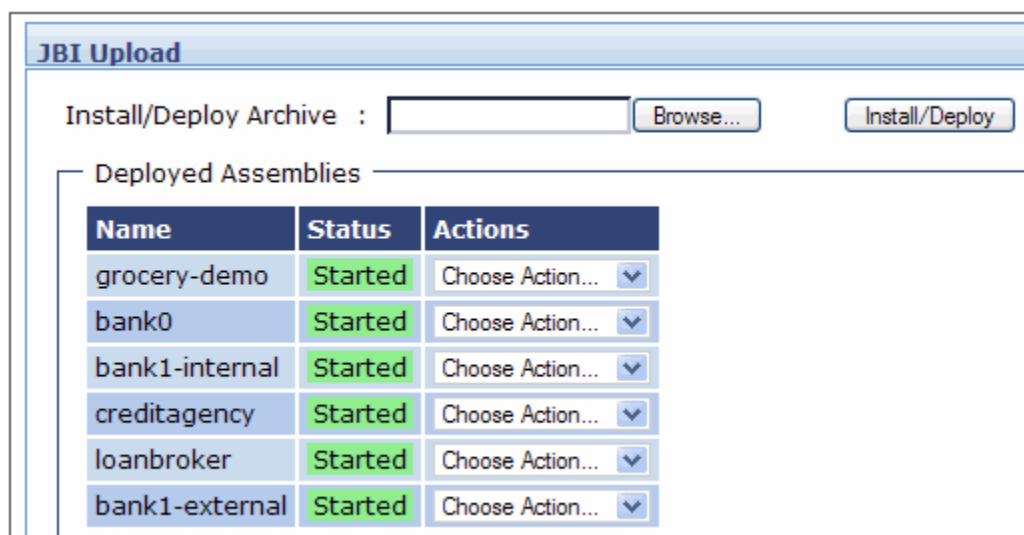 JBI Upload
Install/Deploy Archive : Browse... Install/Deploy
Deployed Assemblies
Name Status Actions
grocery-demo Started Choose Action...
bank0 Started Choose Action...
bank1-internal Started Choose Action...
creditagency Started Choose Action...
loanbroker Started Choose Action...
bank1-external Started Choose Action...